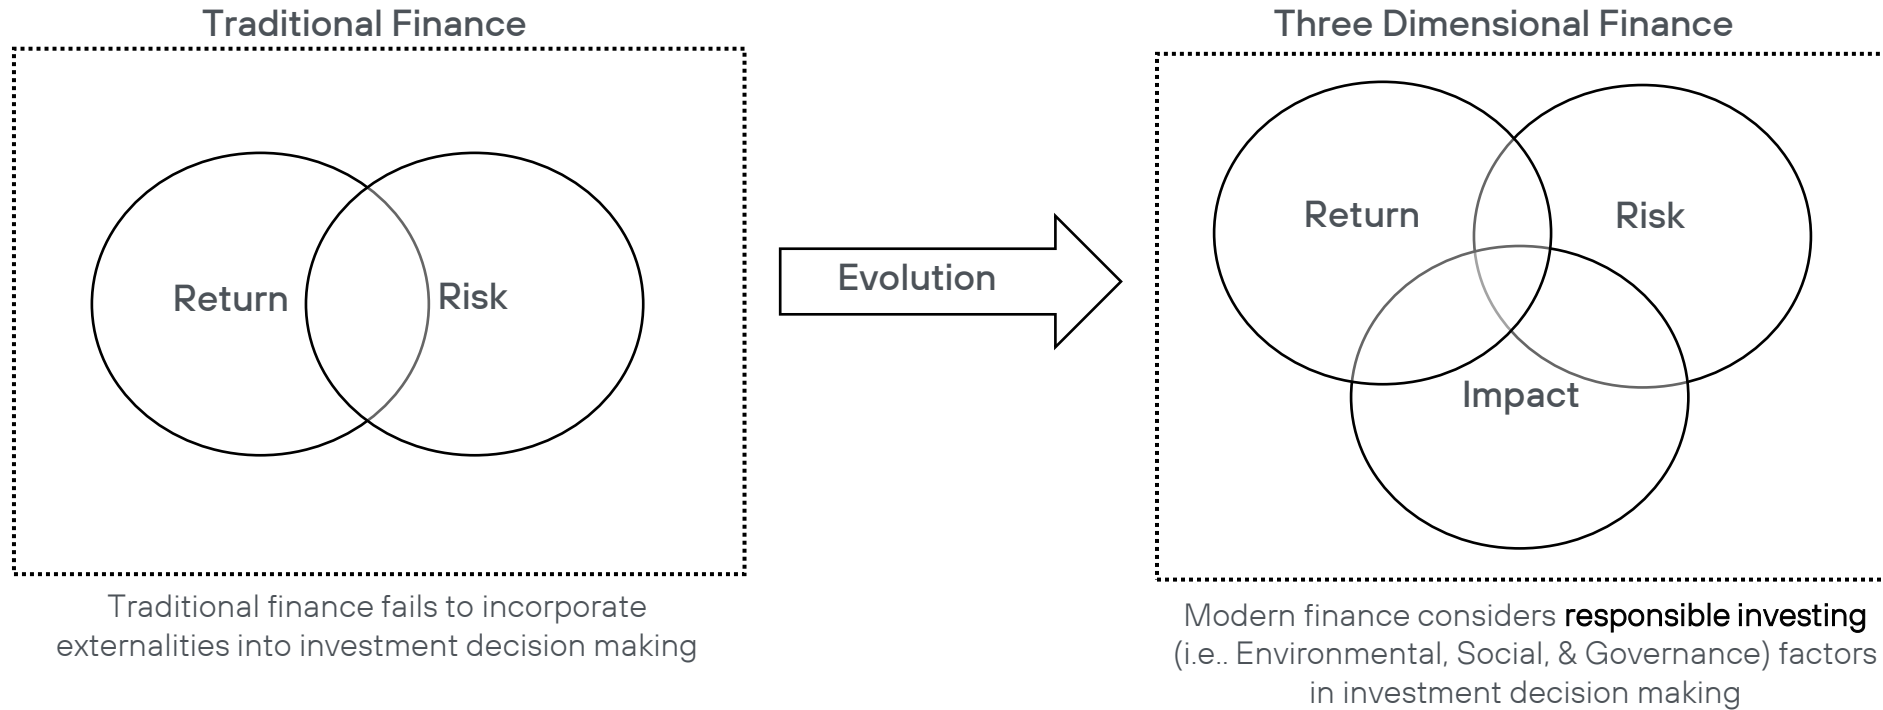 Traditional Finance
Return
Risk
Traditional finance fails to incorporate
externalities into investment decision making
Evolution
Three Dimensional Finance
Return
Risk
Impact
Modern finance considers responsible investing
(i.e.. Environmental, Social, & Governance) factors
in investment decision making